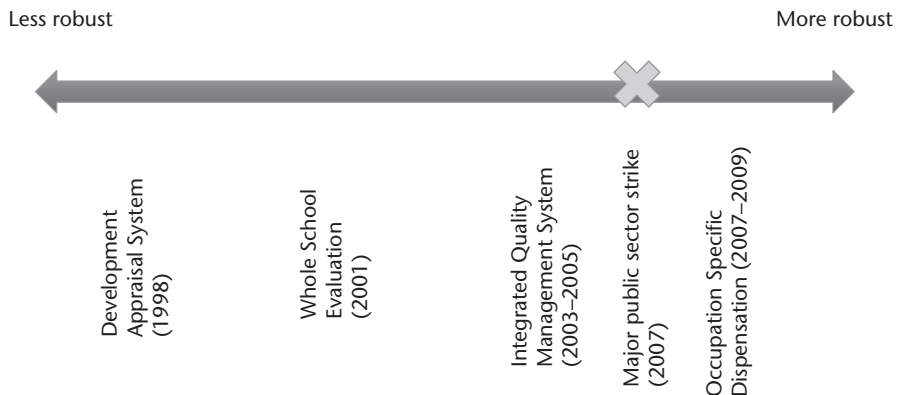 Less robust
More robust
Development
Appraisal System
(1998)
Whole School
Evaluation
(2001)
Integrated Quality
Management System
(2003–2005)
Major public sector strike
(2007)
Occupation Specific
Dispensation (2007–2009)